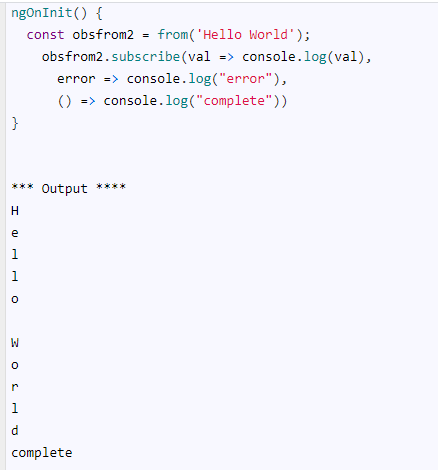 ngOnInit() {
  const obsfrom2 = from('Hello World');
    obsfrom2.subscribe(val => console.log(val),
      error => console.log("error"),
      () => console.log("complete"))
}
*** Output ****
H
e
l
l
o
W
o
r
l
d
complete